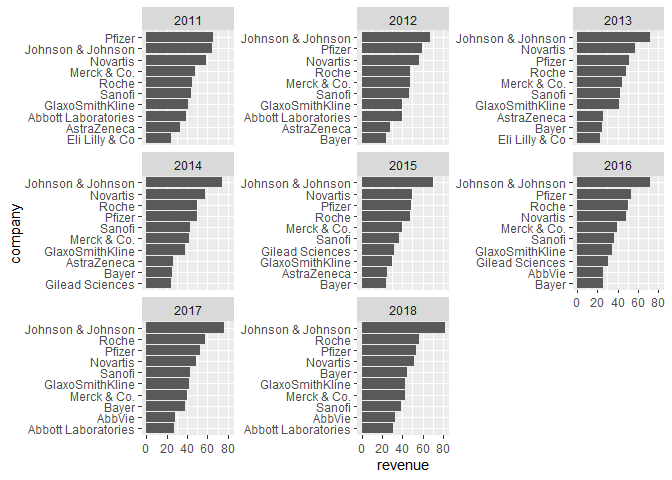 2011
Pfizer
Johnson & Johnson
Novartis
Merck & Co.
Roche
Sanofi
GlaxoSmithKline
Abbott Laboratories
AstraZeneca
Eli Lilly & Co
2012
Johnson & Johnson
Pfizer
Novartis
Roche
Merck & Co.
Sanofi
GlaxoSmithKline
Abbott Laboratories
AstraZeneca
Bayer
2013
Johnson & Johnson
Novartis
Pfizer
Roche
Merck & Co.
Sanofi
GlaxoSmithKline
AstraZeneca
Bayer
Eli Lilly & Co
2014
Johnson & Johnson
Novartis
Roche
Pfizer
Sanofi
Merck & Co.
GlaxoSmithKline
AstraZeneca
Bayer
Gilead Sciences
2015
Johnson & Johnson
Novartis
Pfizer
Roche
Merck & Co.
Sanofi
Gilead Sciences
GlaxoSmithKline
AstraZeneca
Bayer
2016
Johnson & Johnson
Pfizer
Roche
Novartis
Merck & Co.
Sanofi
GlaxoSmithKline
Gilead Sciences
AbbVie
Bayer
0 20 40 60 80
2017
Johnson & Johnson
Roche
Pfizer
Novartis
Sanofi
GlaxoSmithKline
Merck & Co.
Bayer
AbbVie
Abbott Laboratories
0 20 40 60 80
2018
Johnson & Johnson
Roche
Pfizer
Novartis
Bayer
GlaxoSmithKline
Merck & Co.
Sanofi
AbbVie
Abbott Laboratories
0 20 40 60 80
company
revenue